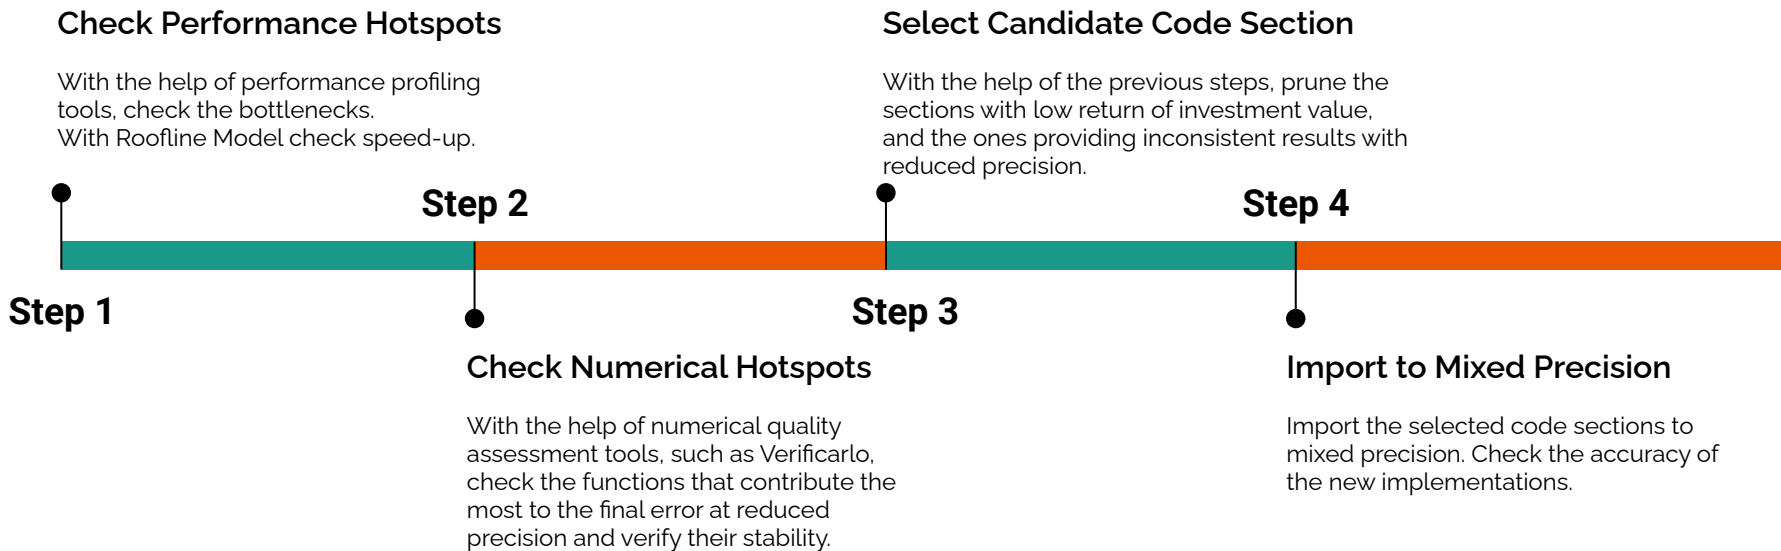 Check Performance Hotspots
With the help of performance profiling
tools, check the bottlenecks.
With Roofline Model check speed-up.
Step 1
Step 2
Check Numerical Hotspots
With the help of numerical quality
assessment tools, such as Verificarlo,
check the functions that contribute the
most to the final error at reduced
precision and verify their stability.
Select Candidate Code Section
With the help of the previous steps, prune the
sections with low return of investment value,
and the ones providing inconsistent results with
reduced precision.
Step 3
Step 4
Import to Mixed Precision
Import the selected code sections to
mixed precision. Check the accuracy of
the new implementations.